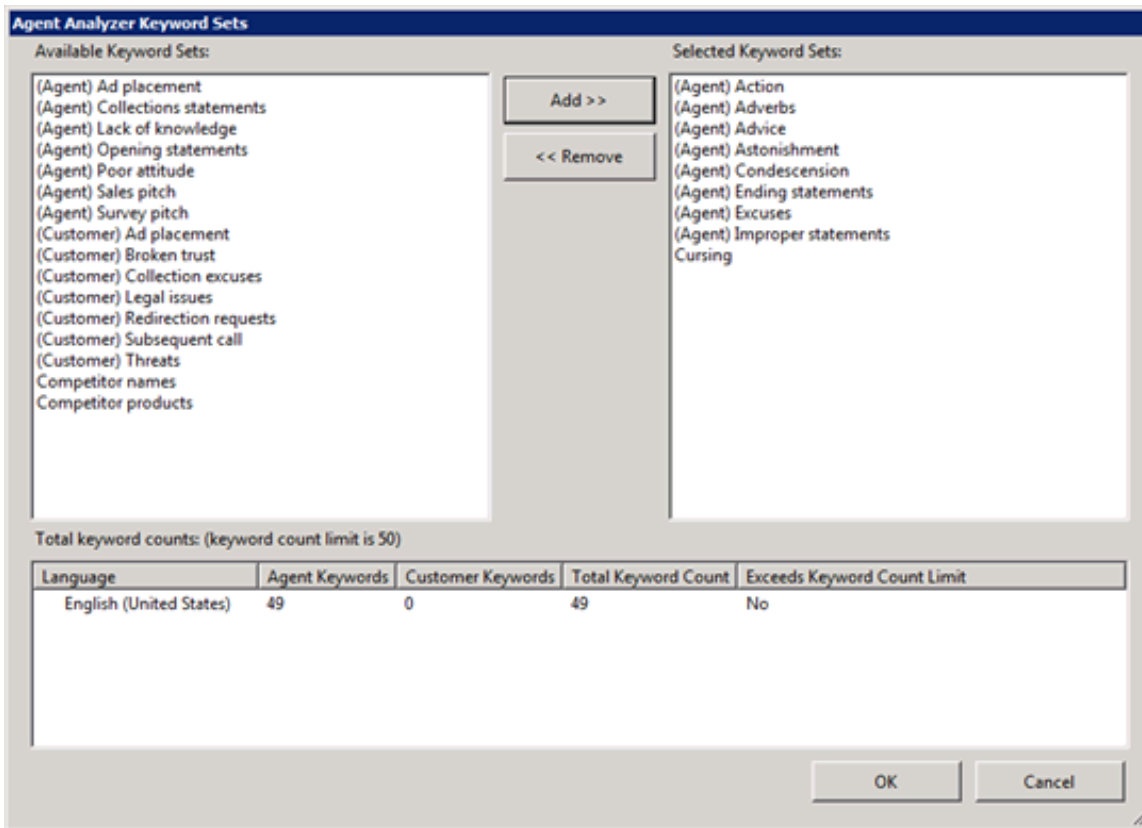 Agent Analyzer Keyword Sets
Available Keyword Sets:
(Agent) Ad placement
(Agent) Collections statements
(Agent) Lack of knowledge
(Agent) Opening statements
(Agent) Poor attitude
(Agent) Sales pitch
(Agent) Survey pitch
(Customer) Ad placement
(Customer) Broken trust
(Customer) Collection excuses
(Customer) Legal issues
(Customer) Redirection requests
(Customer) Subsequent call
(Customer) Threats
Competitor names
Competitor products
Add >>
<< Remove
Selected Keyword Sets:
(Agent) Action
(Agent) Adverbs
(Agent) Advice
(Agent) Astonishment
(Agent) Condescension
(Agent) Ending statements
(Agent) Excuses
(Agent) Improper statements
Cursing
Total keyword counts: (keyword count limit is 50)
Language Agent Keywords Customer Keywords Total Keyword Count Exceeds Keyword Count Limit
English (United States) 49 0 49 No
OK Cancel